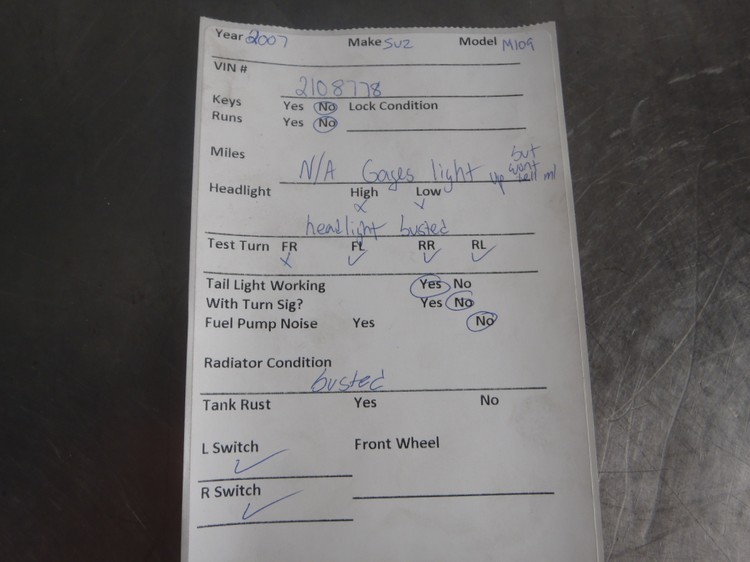 Year 2007 Make Suz Model M109
VIN #
2108778
Keys Yes No Lock Condition
Runs Yes No
Miles N/A Gages light up but wont tell mi
Headlight High Low
x ✓
headlight busted
Test Turn FR FL RR RL
x ✓ ✓ ✓
Tail Light Working Yes No
With Turn Sig? Yes No
Fuel Pump Noise Yes No
Radiator Condition
busted
Tank Rust Yes No
L Switch Front Wheel
✓
R Switch
✓